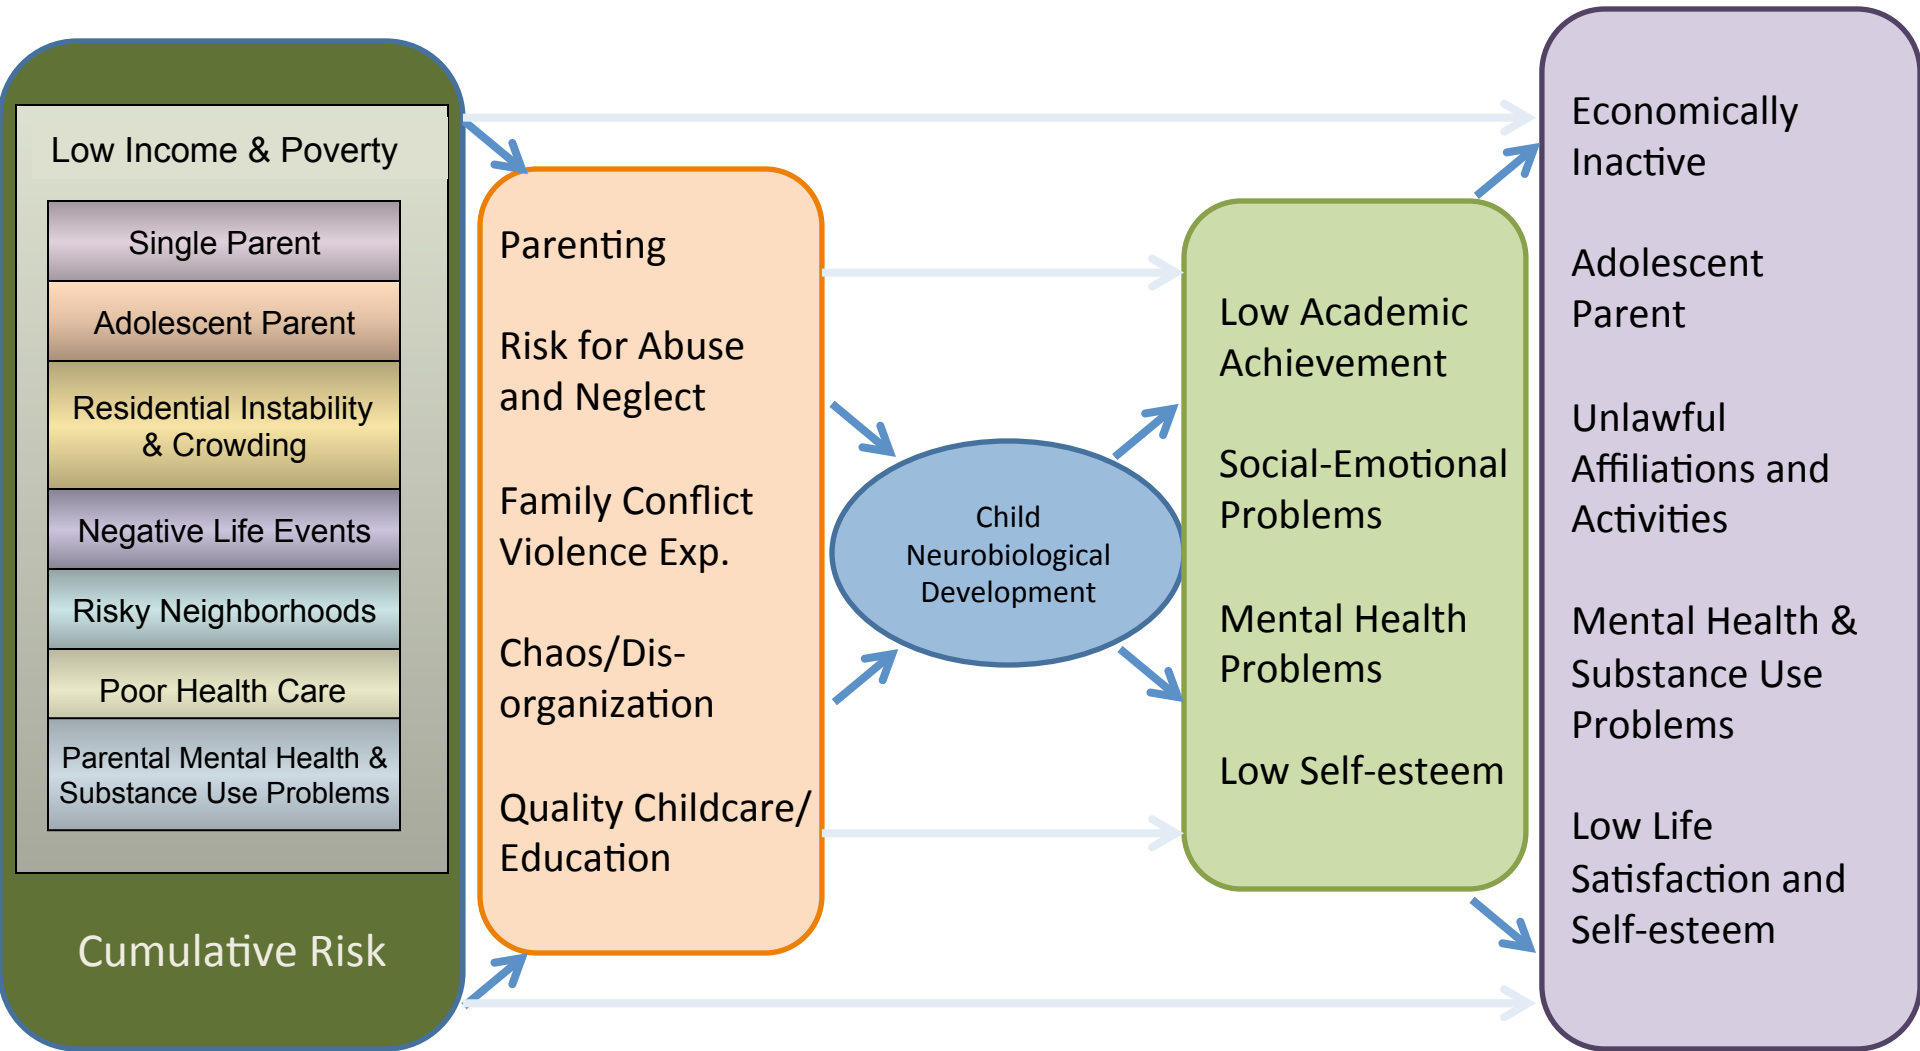 Low Income & Poverty
Single Parent
Adolescent Parent
Residential Instability
& Crowding
Negative Life Events
Risky Neighborhoods
Poor Health Care
Parental Mental Health &
Substance Use Problems
Cumulative Risk
Parenting
Risk for Abuse
and Neglect
Family Conflict
Violence Exp.
Chaos/Dis-
organization
Quality Childcare/
Education
Child
Neurobiological
Development
Low Academic
Achievement
Social-Emotional
Problems
Mental Health
Problems
Low Self-esteem
Economically
Inactive
Adolescent
Parent
Unlawful
Affiliations and
Activities
Mental Health &
Substance Use
Problems
Low Life
Satisfaction and
Self-esteem